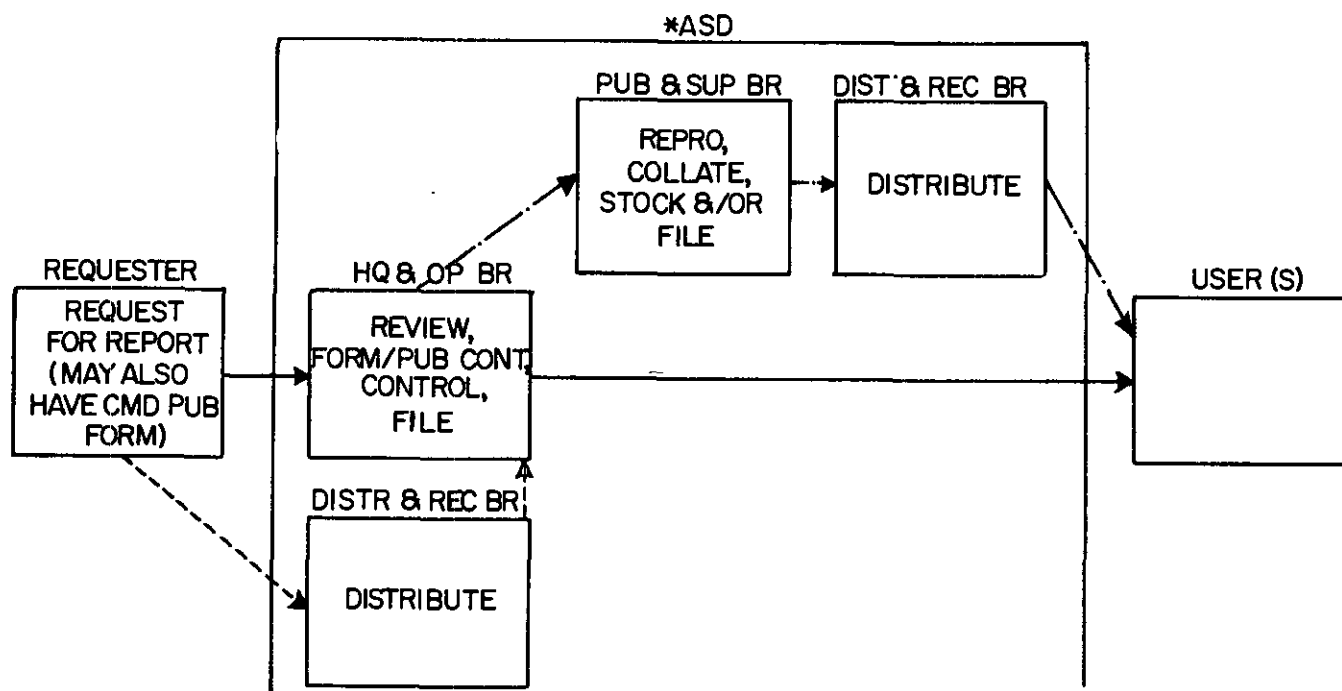 *ASD
PUB & SUP BR
REPRO,
COLLATE,
STOCK &/OR
FILE
DIST & REC BR
DISTRIBUTE
REQUESTER
REQUEST
FOR REPORT
(MAY ALSO
HAVE CMD PUB
FORM)
HQ & OP BR
REVIEW,
FORM/PUB CONT,
CONTROL,
FILE
USER (S)
DISTR & REC BR
DISTRIBUTE